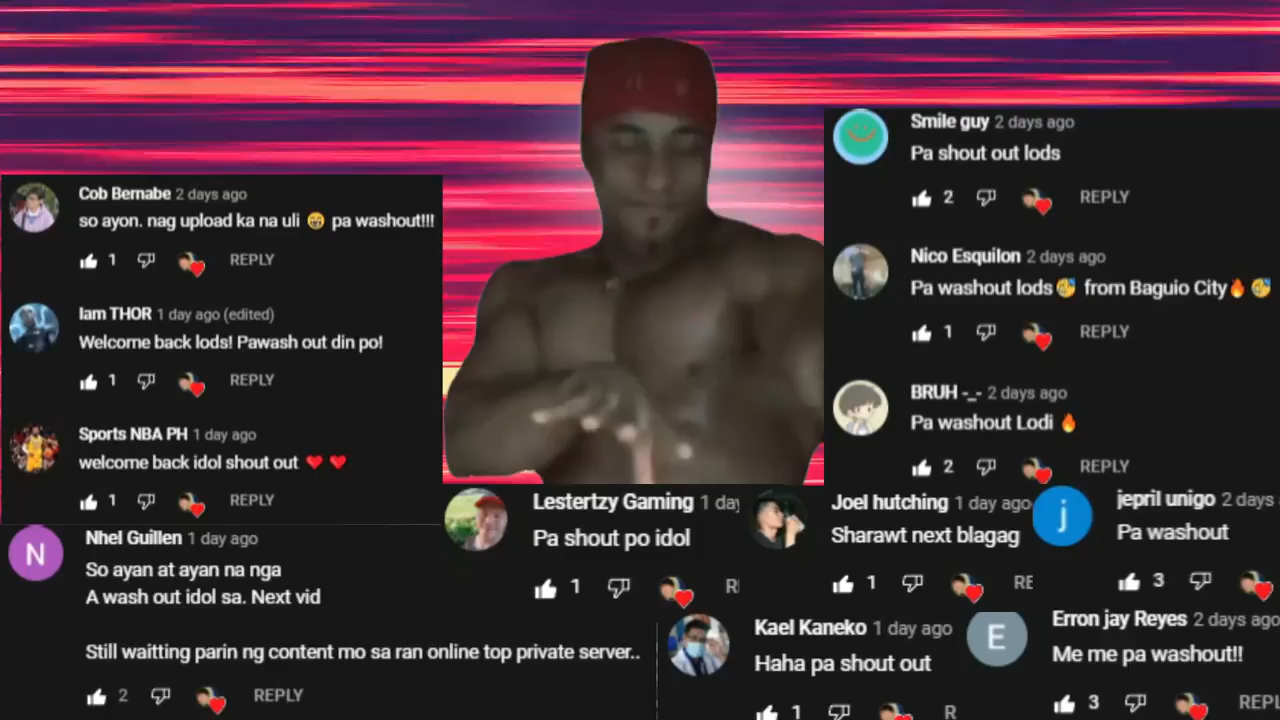 Cob Bernabe 2 days ago
so ayon. nag upload ka na uli 😁 pa washout!!!
1 REPLY
Iam THOR 1 day ago (edited)
Welcome back lods! Pawash out din po!
1 REPLY
Sports NBA PH 1 day ago
welcome back idol shout out ❤️ ❤️
1 REPLY
N
Nhel Guillen 1 day ago
So ayan at ayan na nga
A wash out idol sa. Next vid
Still waitting parin ng content mo sa ran online top private server..
2 REPLY
Smile guy 2 days ago
Pa shout out lods
2 REPLY
Nico Esquilon 2 days ago
Pa washout lods🥳 from Baguio City🔥 🥳
1 REPLY
BRUH -_- 2 days ago
Pa washout Lodi 🔥
2 REPLY
Lestertzy Gaming 1 day
Pa shout po idol
1 R
Joel hutching 1 day ago
Sharawt next blagag
1 RE
j
jepril unigo 2 days
Pa washout
3
Kael Kaneko 1 day ago
Haha pa shout out
1 R
E
Erron jay Reyes 2 days ago
Me me pa washout!!
3 REPL